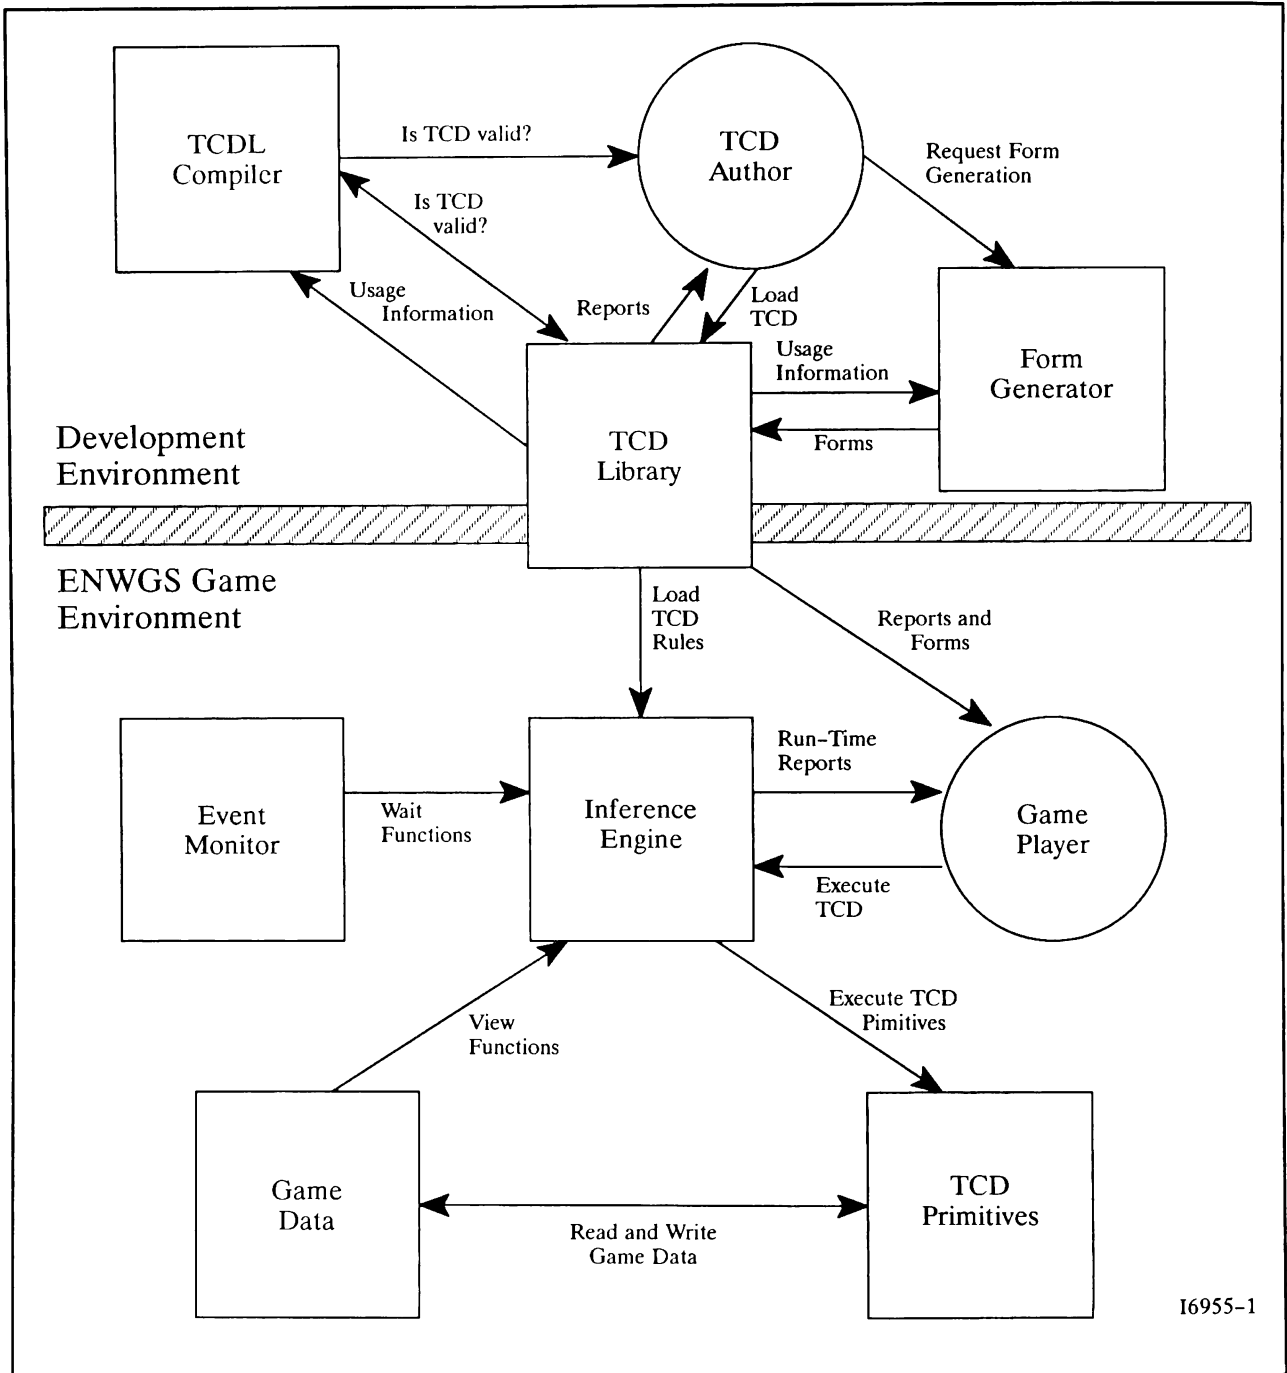 TCDL
Compiler
Is TCD valid?
TCD
Author
Request Form
Generation
Is TCD
valid?
Usage
Information
Reports
Load
TCD
Usage
Information
Form
Generator
Forms
TCD
Library
Development
Environment
ENWGS Game
Environment
Load
TCD
Rules
Reports and
Forms
Event
Monitor
Wait
Functions
Inference
Engine
Run-Time
Reports
Game
Player
Execute
TCD
View
Functions
Execute TCD
Pimitives
Game
Data
Read and Write
Game Data
TCD
Primitives
I6955-1